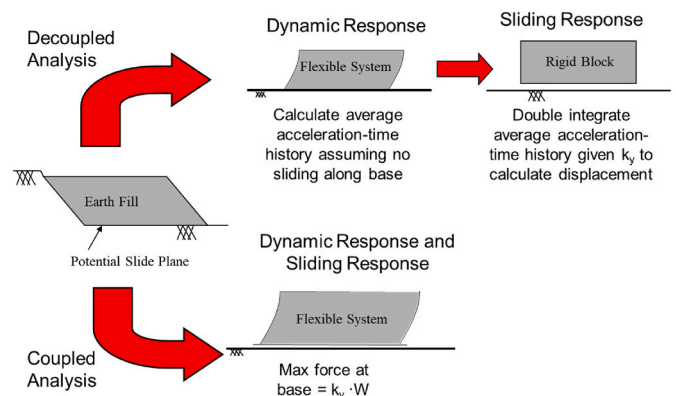 Decoupled
Analysis
Dynamic Response
Flexible System
Calculate average
acceleration-time
history assuming no
sliding along base
Sliding Response
Rigid Block
Double integrate
average acceleration-
time history given ky to
calculate displacement
Earth Fill
Potential Slide Plane
Coupled
Analysis
Dynamic Response and
Sliding Response
Flexible System
Max force at
base = ky ·W